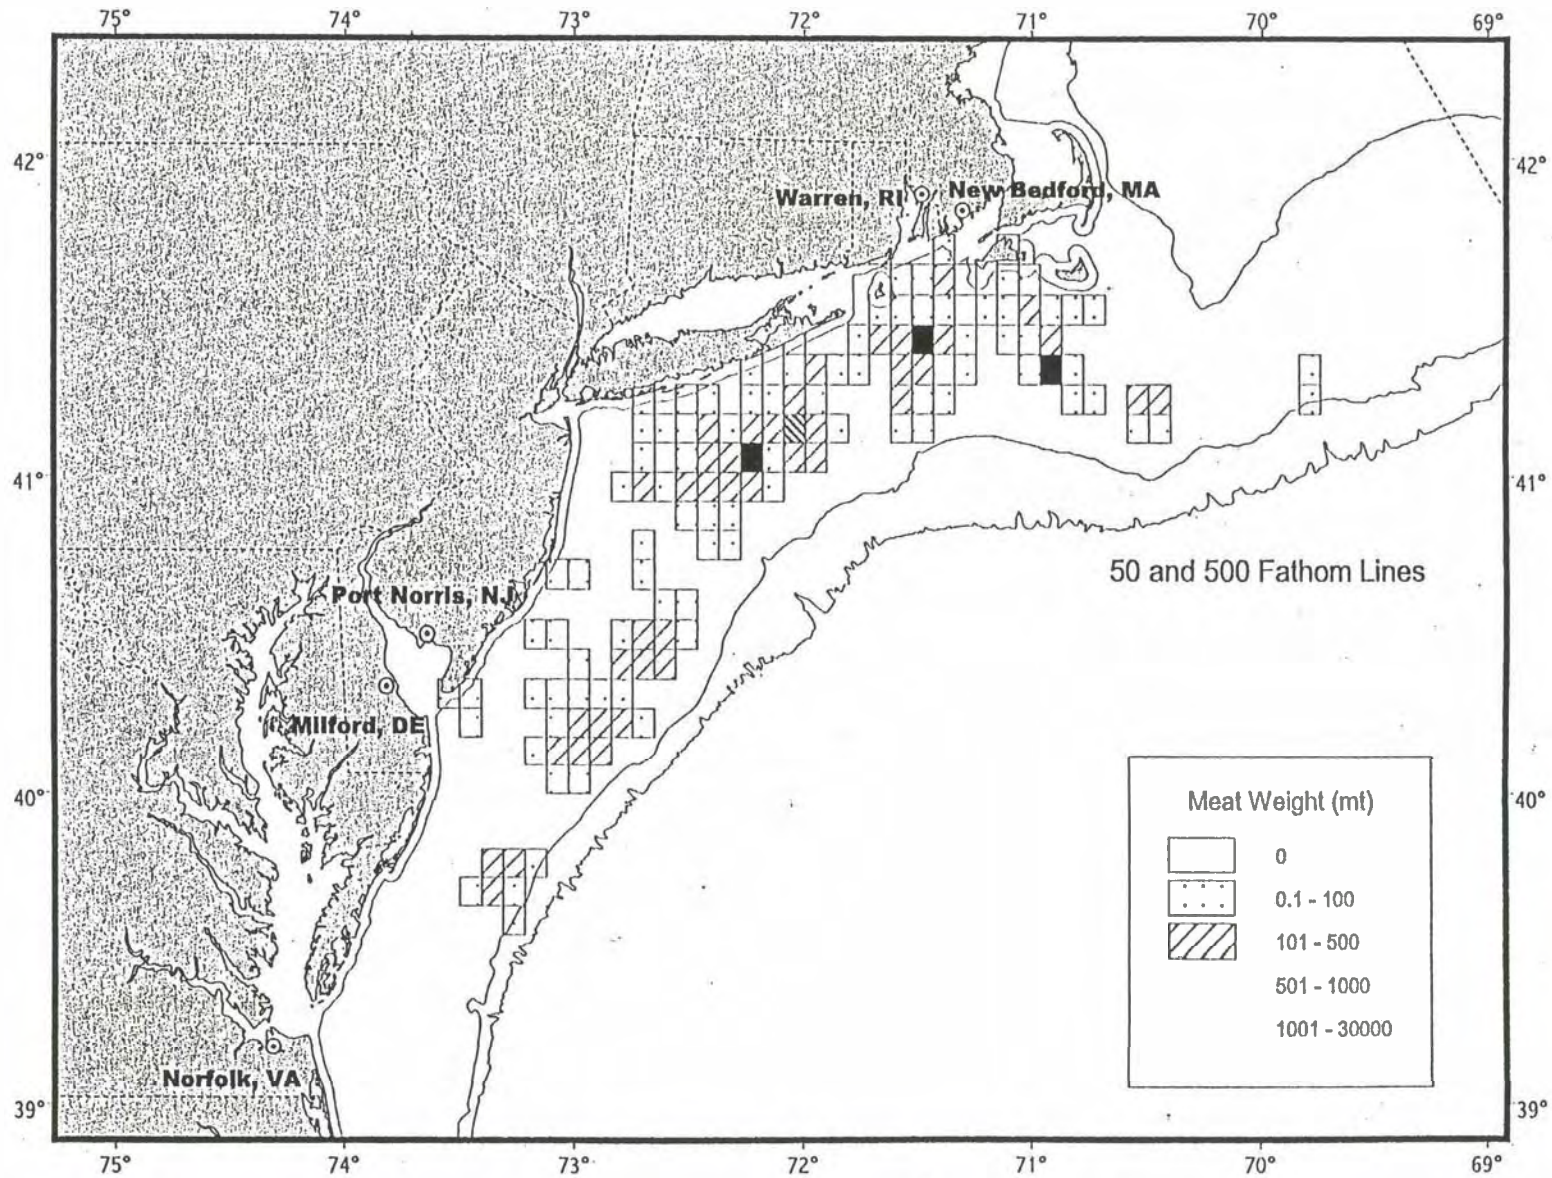 75° 74° 73° 72° 71° 70° 69°
42° 42°
Warren, RI New Bedford, MA
41° 41°
50 and 500 Fathom Lines
Port Norris, NJ
Milford, DE
40° 40°
Meat Weight (mt)
0
0.1 - 100
101 - 500
501 - 1000
1001 - 30000
Norfolk, VA
39° 39°
75° 74° 73° 72° 71° 70° 69°